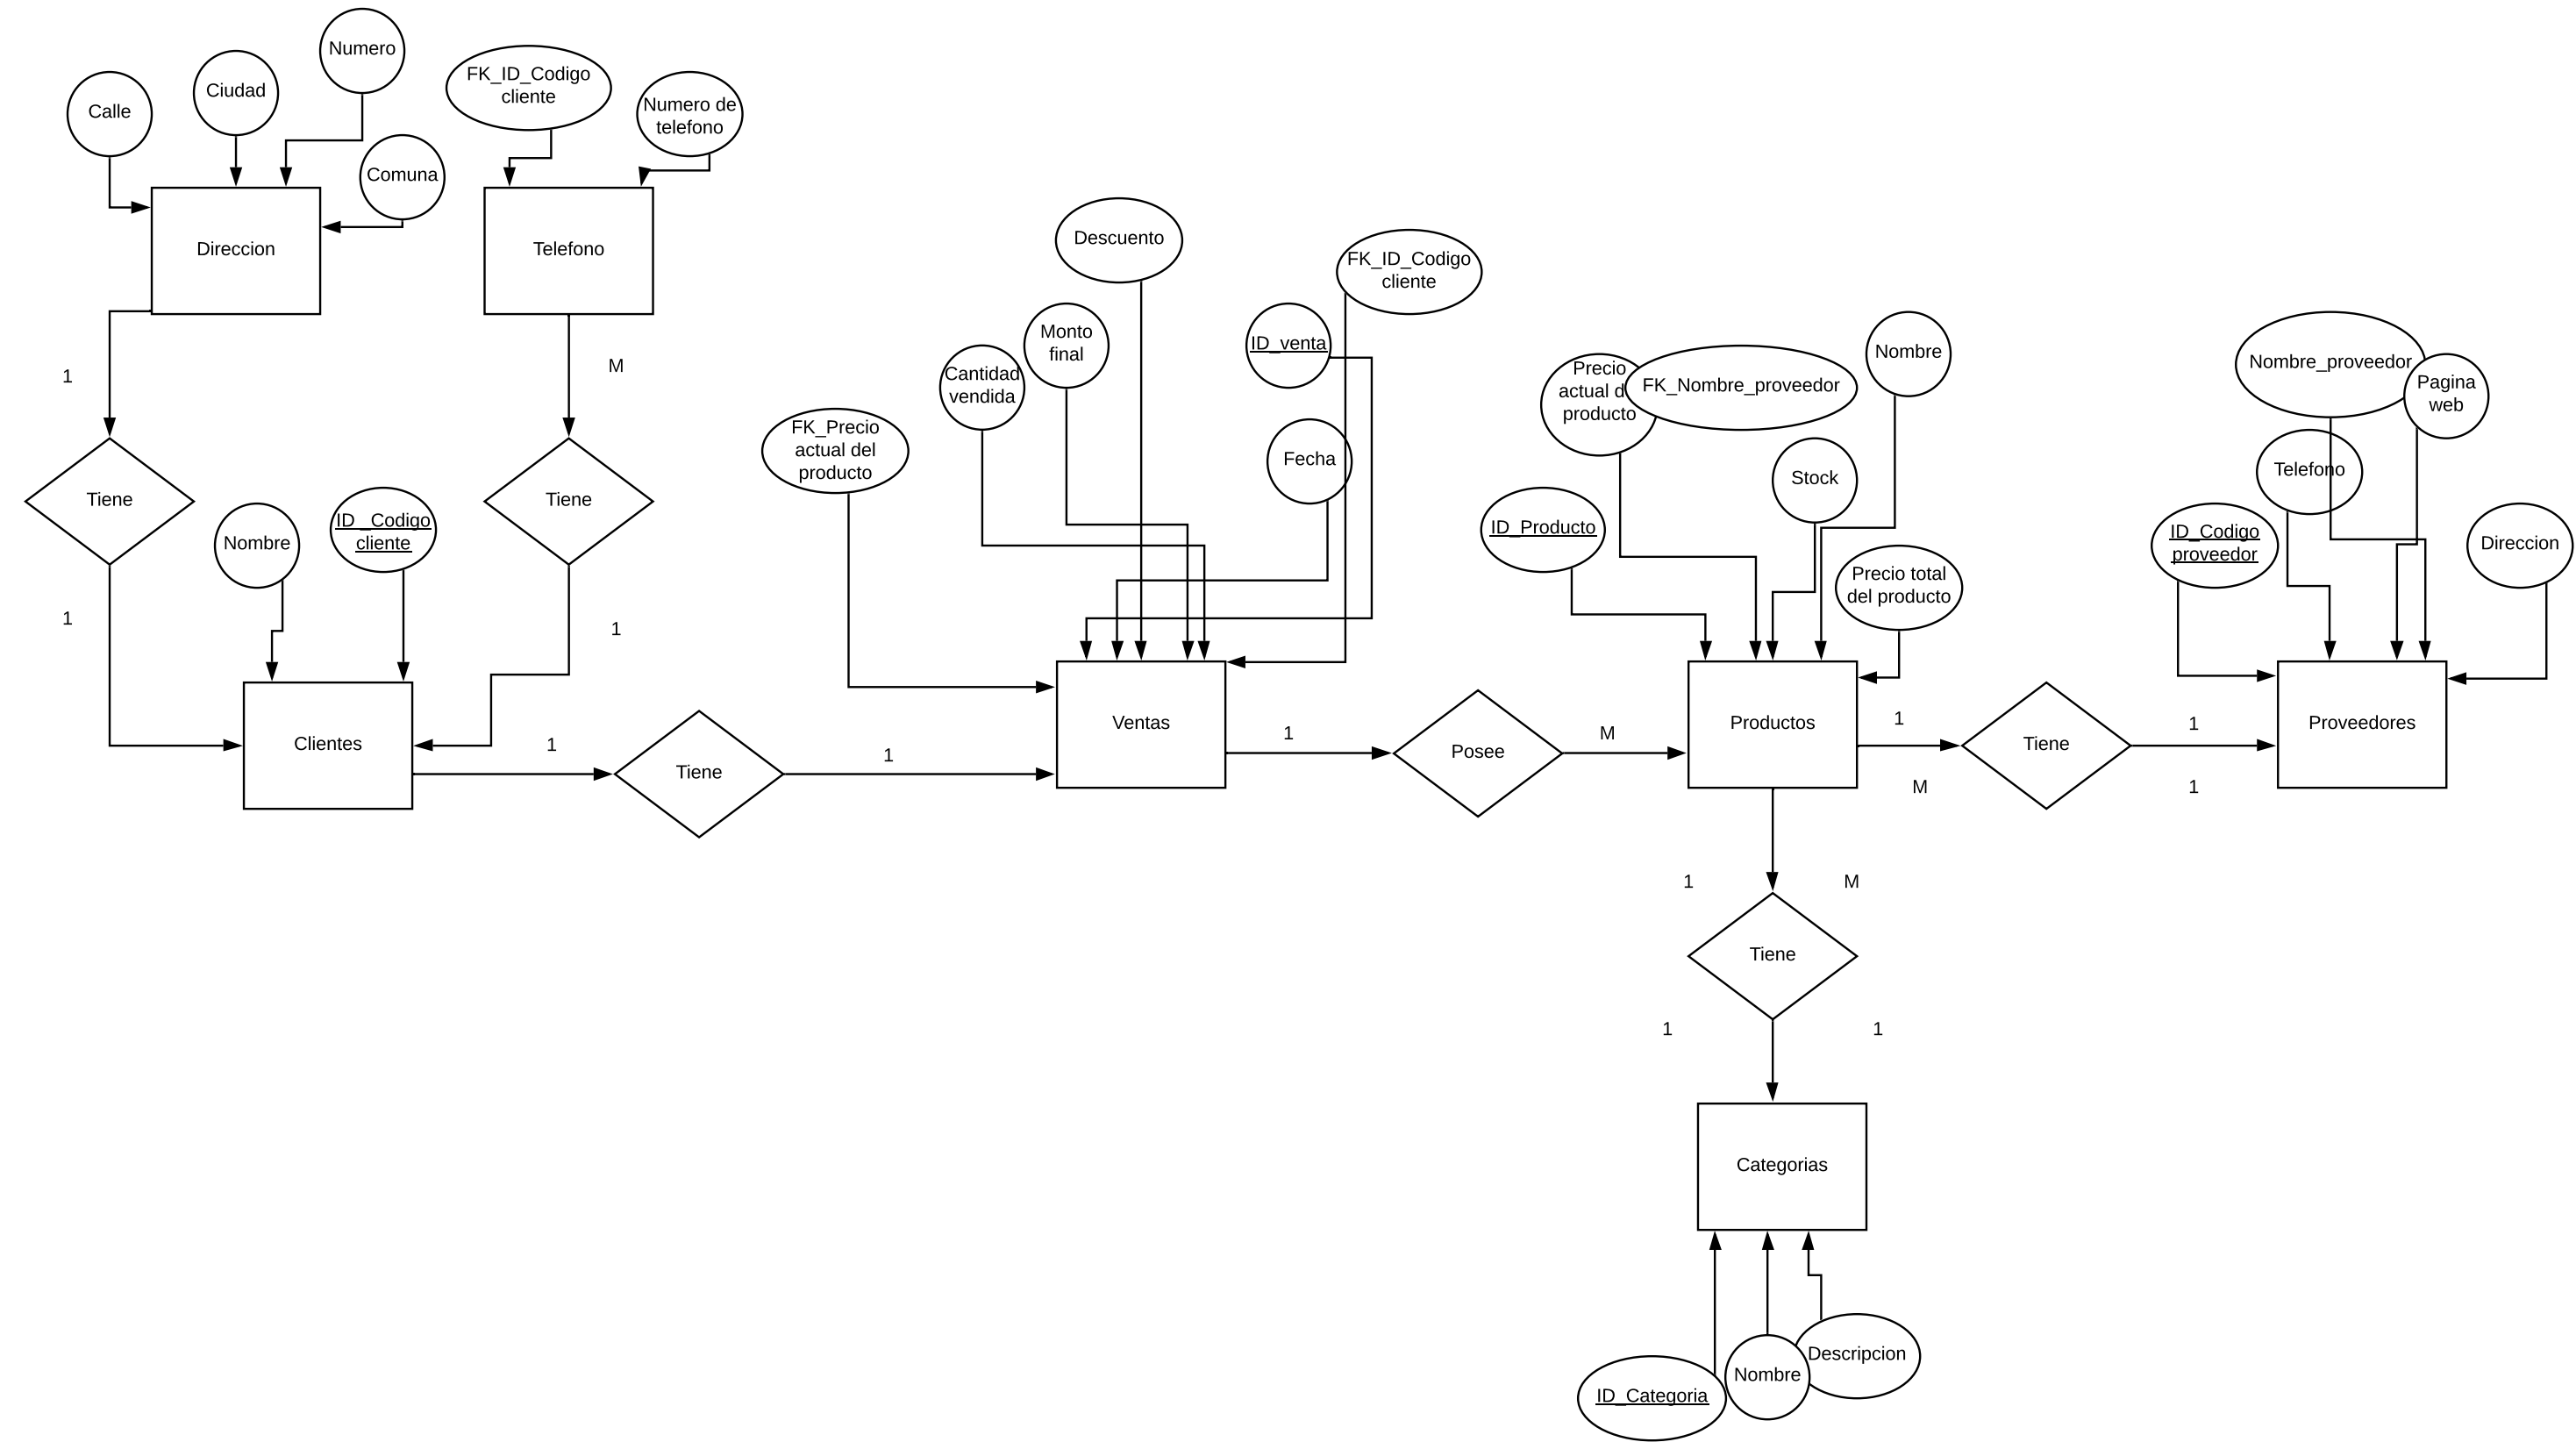 Numero
Calle
Ciudad
Comuna
FK_ID_Codigo
cliente
Numero de
telefono
Direccion
Telefono
1
M
Tiene
Tiene
Nombre
ID _Codigo
cliente
1
1
Clientes
1
Tiene
1
Descuento
FK_ID_Codigo
cliente
Monto
final
ID_venta
Cantidad
vendida
FK_Precio
actual del
producto
Fecha
Ventas
1
Posee
M
Nombre
Precio
actual d
producto
FK_Nombre_proveedor
Stock
ID_Producto
Precio total
del producto
Productos
1
M
Tiene
1
1
Nombre_proveedor
Pagina
web
Telefono
ID_Codigo
proveedor
Direccion
Proveedores
1
M
Tiene
1
1
Categorias
Descripcion
Nombre
ID_Categoria